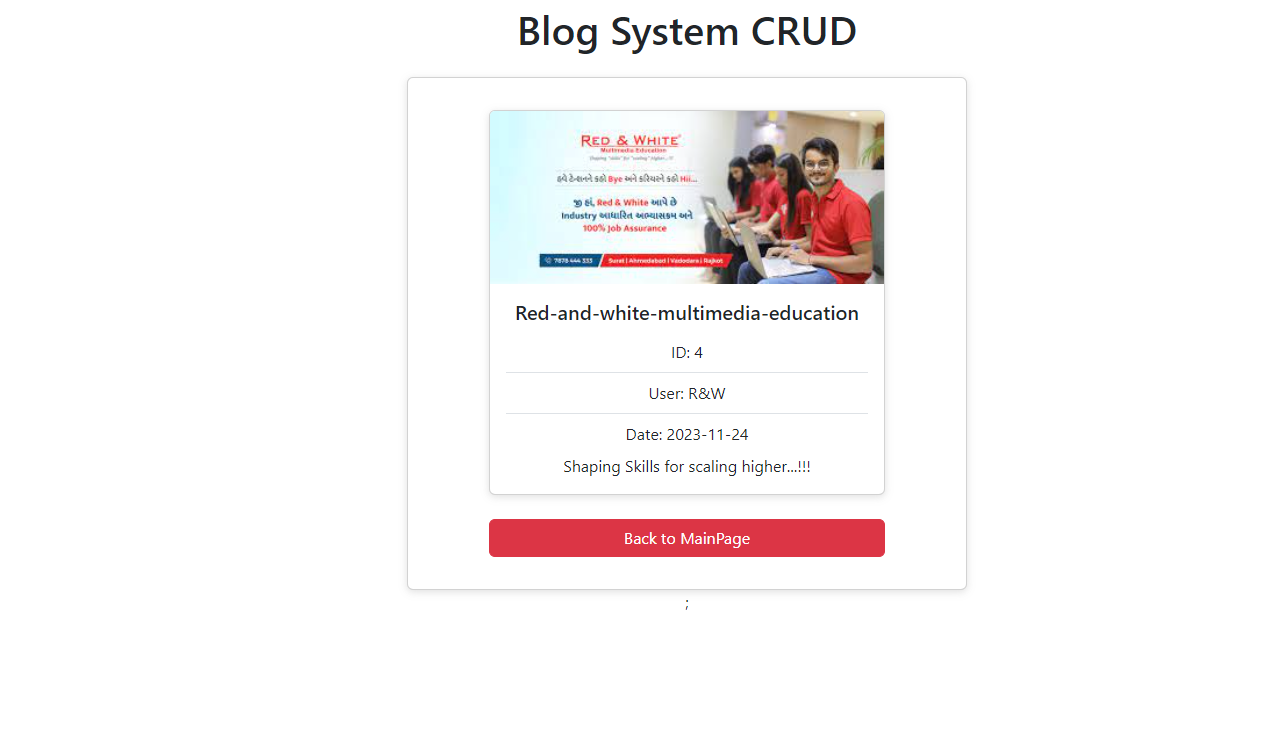 Blog System CRUD
RED & WHITE
Multimedia Education
Shaping "skills" for "scaling" higher...!!!
હવે ટેન્શનને કહો Bye અને કરિયરને કહો Hii...
જી હાં, Red & White આપે છે
Industry આધારિત અભ્યાસક્રમ અને
100% Job Assurance
7878 444 333 Surat | Ahmedabad | Vadodara | Rajkot
Red-and-white-multimedia-education
ID: 4
User: R&W
Date: 2023-11-24
Shaping Skills for scaling higher...!!!
Back to MainPage
;